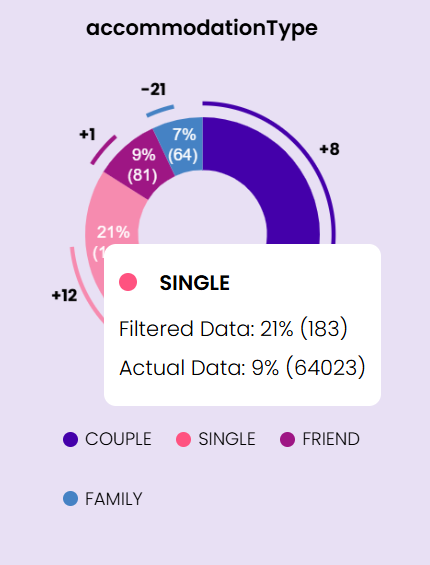 accommodationType
-21
+1
+8
7%
(64)
9%
(81)
21%
+12
SINGLE
Filtered Data: 21% (183)
Actual Data: 9% (64023)
COUPLE
SINGLE
FRIEND
FAMILY